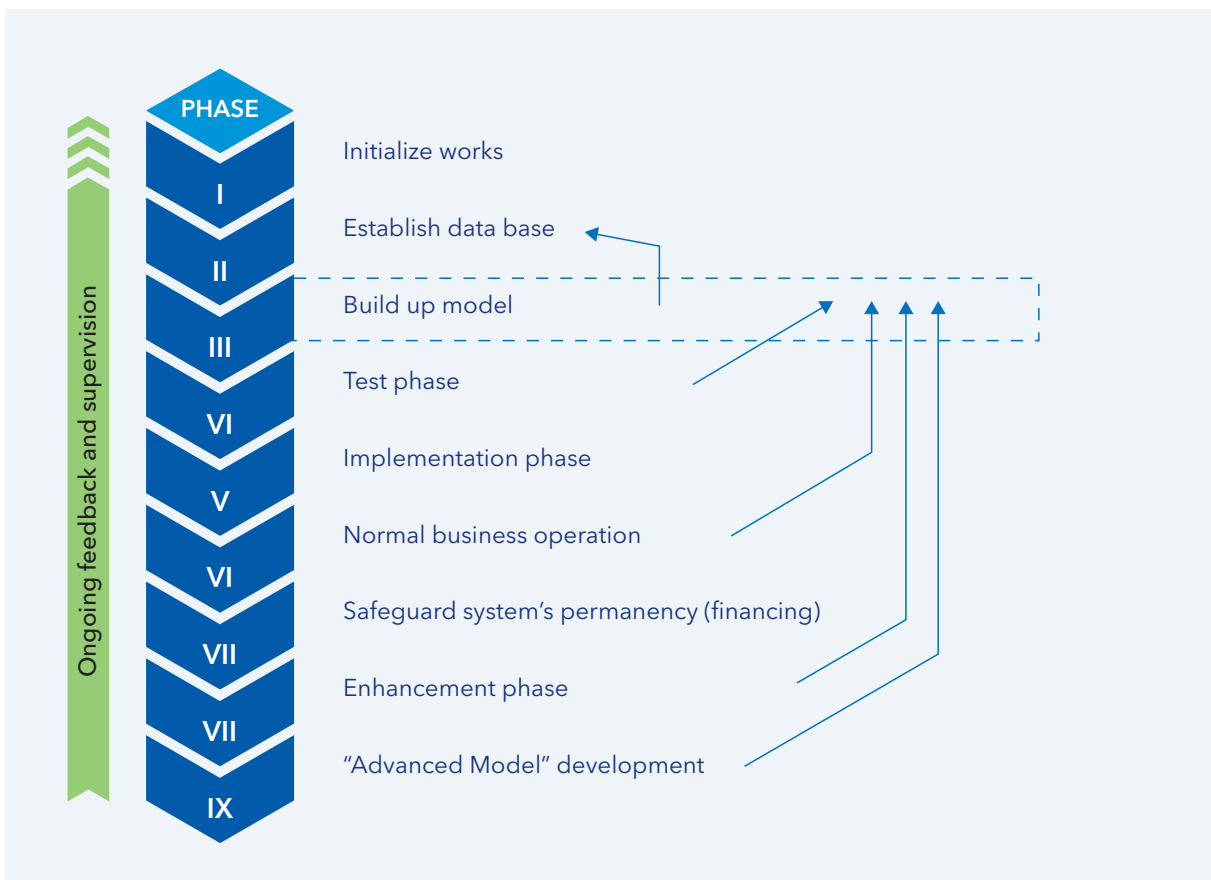 PHASE
Initialize works
I
Establish data base
II
Build up model
III
Test phase
VI
Implementation phase
V
Normal business operation
VI
Safeguard system’s permanency (financing)
VII
Enhancement phase
VII
“Advanced Model” development
IX
Ongoing feedback and supervision